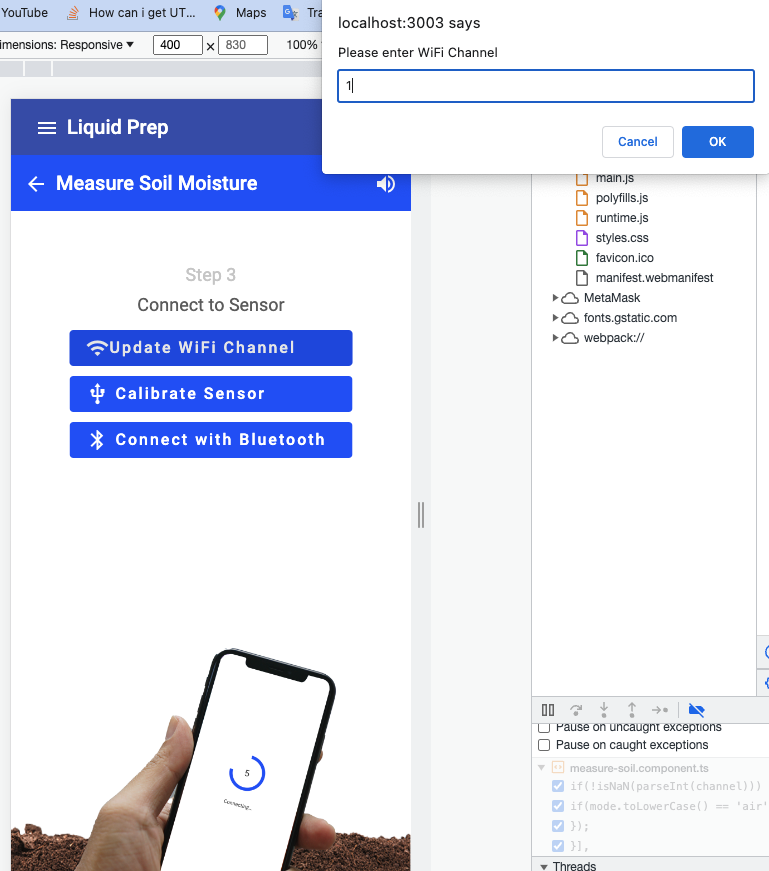 YouTube
How can i get UT...
Maps
Tra
imensions: Responsive ▼
400 × 830
100%
localhost:3003 says
Please enter WiFi Channel
1
Cancel
OK
Liquid Prep
Measure Soil Moisture
Step 3
Connect to Sensor
Update WiFi Channel
Calibrate Sensor
Connect with Bluetooth
5
Connecting...
main.js
polyfills.js
runtime.js
styles.css
favicon.ico
manifest.webmanifest
MetaMask
fonts.gstatic.com
webpack://
Pause on uncaught exceptions
Pause on caught exceptions
measure-soil.component.ts
if(!isNaN(parseInt(channel)))
if(mode.toLowerCase() == 'air'
});
}],
Threads